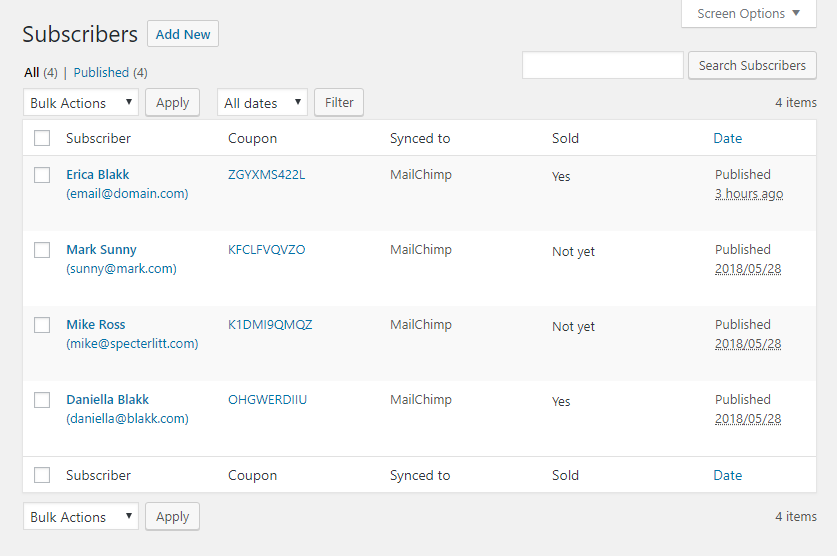 Screen Options ▼
Subscribers Add New
All (4) | Published (4) Search Subscribers
Bulk Actions ▼ Apply All dates ▼ Filter 4 items
Subscriber Coupon Synced to Sold Date
Erica Blakk ZGYXMS422L MailChimp Yes Published
(email@domain.com) 3 hours ago
Mark Sunny KFCLFVQVZO MailChimp Not yet Published
(sunny@mark.com) 2018/05/28
Mike Ross K1DMI9QMQZ MailChimp Not yet Published
(mike@specterlitt.com) 2018/05/28
Daniella Blakk OHGWERDIIU MailChimp Yes Published
(daniella@blakk.com) 2018/05/28
Subscriber Coupon Synced to Sold Date
Bulk Actions ▼ Apply 4 items